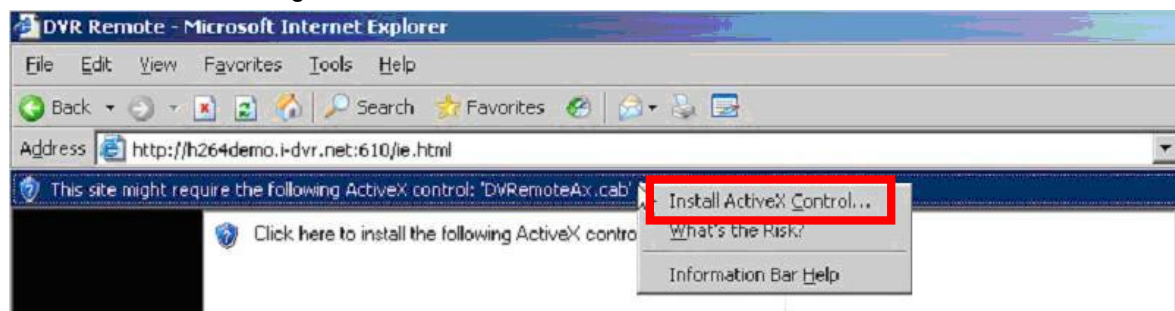 DVR Remote - Microsoft Internet Explorer
File Edit View Favorites Tools Help
Back Search Favorites
Address http://h264demo.i-dvr.net:610/ie.html
This site might require the following ActiveX control: 'DVRemoteAx.cab'
Install ActiveX Control...
Click here to install the following ActiveX contro
What's the Risk?
Information Bar Help